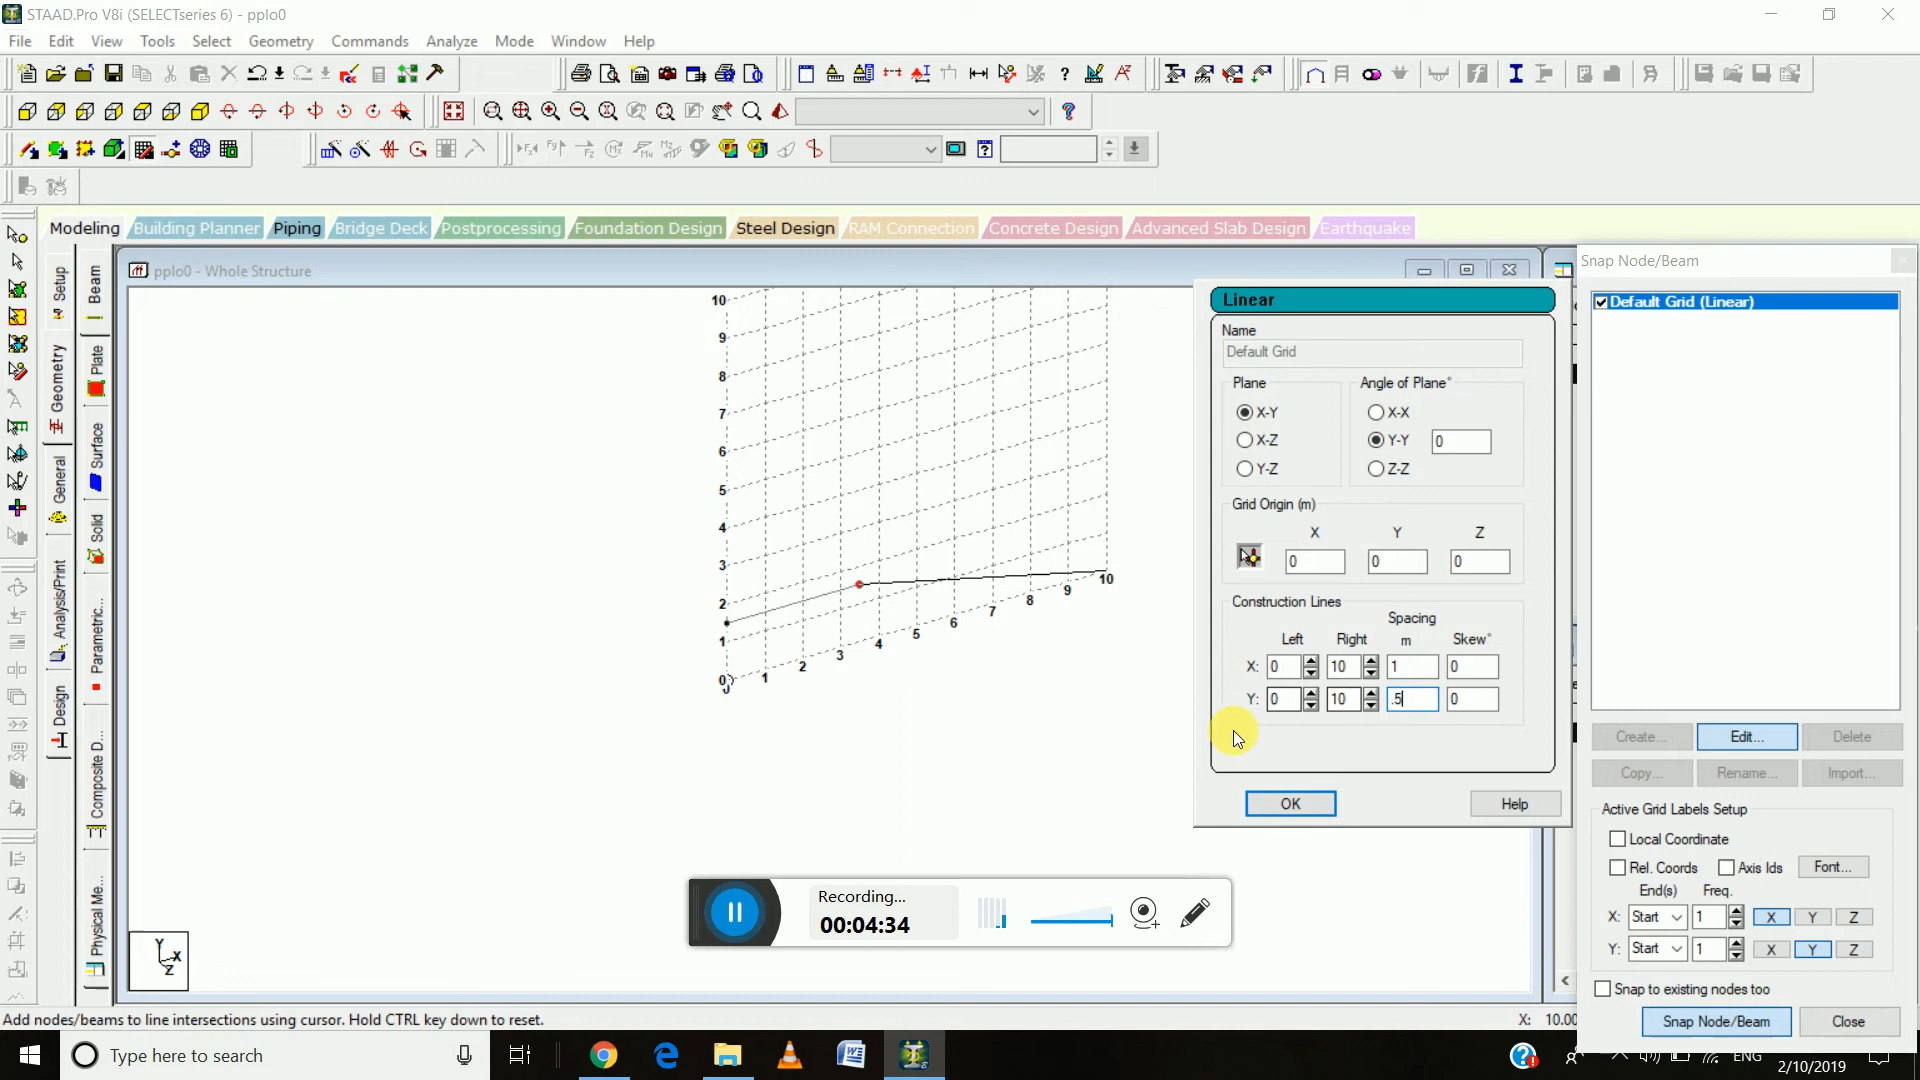 STAAD.Pro V8i (SELECTseries 6) - pplo0
File Edit View Tools Select Geometry Commands Analyze Mode Window Help
Modeling Building Planner Piping Bridge Deck Postprocessing Foundation Design Steel Design RAM Connection Concrete Design Advanced Slab Design Earthquake
Setup
Geometry
General
Analysis/Print
Design
Beam
Plate
Surface
Solid
Parametric...
Composite D...
Physical Me...
pplo0 - Whole Structure
10
9
8
7
6
5
4
3
2
1
0
1 2 3 4 5 6 7 8 9 10
Y
X
Z
Linear
Name
Default Grid
Plane
X-Y
X-Z
Y-Z
Angle of Plane°
X-X
Y-Y 0
Z-Z
Grid Origin (m)
X Y Z
0 0 0
Construction Lines
Spacing
Left Right m Skew°
X: 0 10 1 0
Y: 0 10 .5 0
OK Help
Snap Node/Beam
Default Grid (Linear)
Create... Edit... Delete
Copy... Rename... Import...
Active Grid Labels Setup
Local Coordinate
Rel. Coords Axis Ids Font...
End(s) Freq.
X: Start 1 X Y Z
Y: Start 1 X Y Z
Snap to existing nodes too
Snap Node/Beam Close
Recording...
00:04:34
Add nodes/beams to line intersections using cursor. Hold CTRL key down to reset.
X: 10.00
Type here to search
ENG
2/10/2019